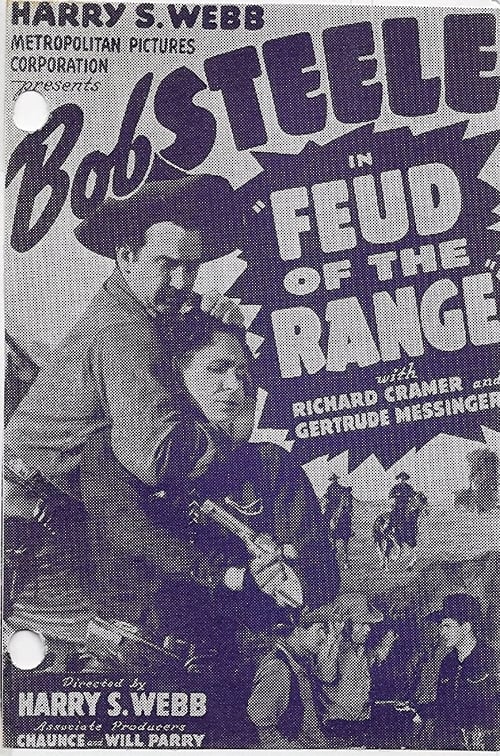 HARRY S. WEBB
METROPOLITAN PICTURES
CORPORATION
presents
Bob STEELE
IN
"FEUD
OF THE
RANGE"
with
RICHARD CRAMER and
GERTRUDE MESSINGER
Directed by
HARRY S. WEBB
Associate Producers
CHAUNCE and WILL PARRY